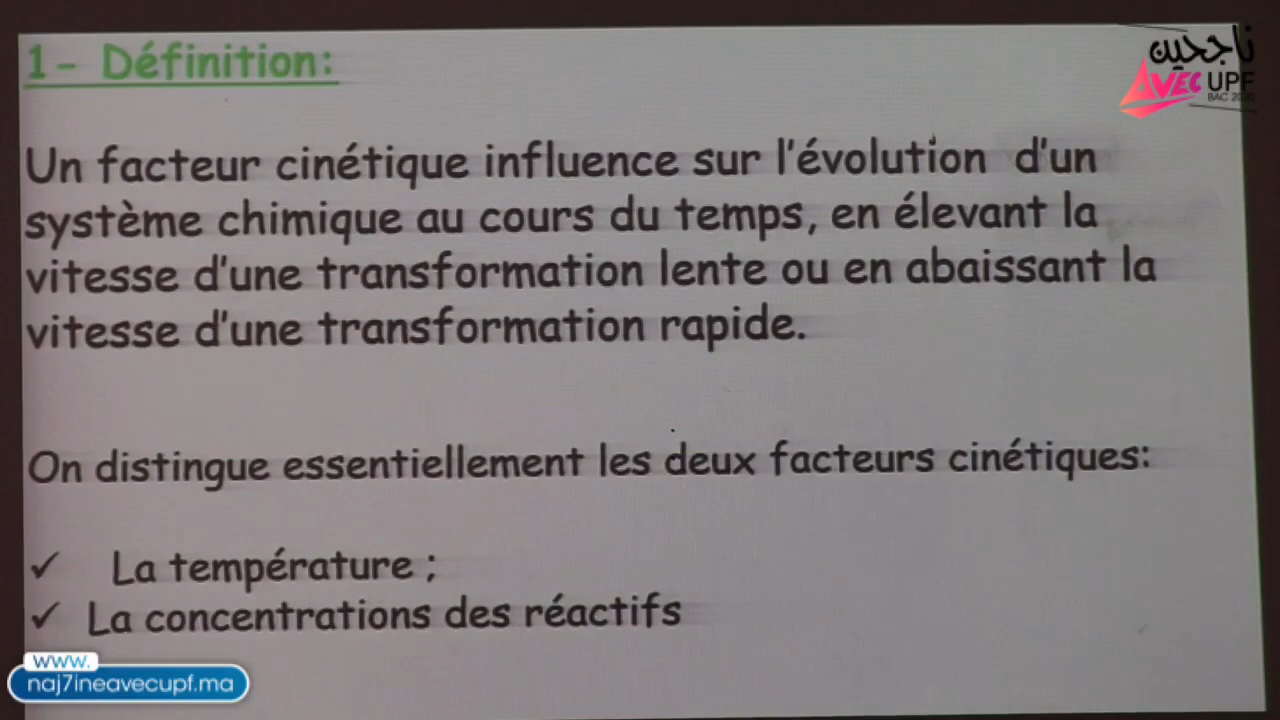 1 - Définition:
ناجحين
AVEC UPF
BAC 2020
Un facteur cinétique influence sur l'évolution d'un
système chimique au cours du temps, en élevant la
vitesse d'une transformation lente ou en abaissant la
vitesse d'une transformation rapide.
On distingue essentiellement les deux facteurs cinétiques:
✓ La température ;
✓ La concentrations des réactifs
www.
naj7ineavecupf.ma